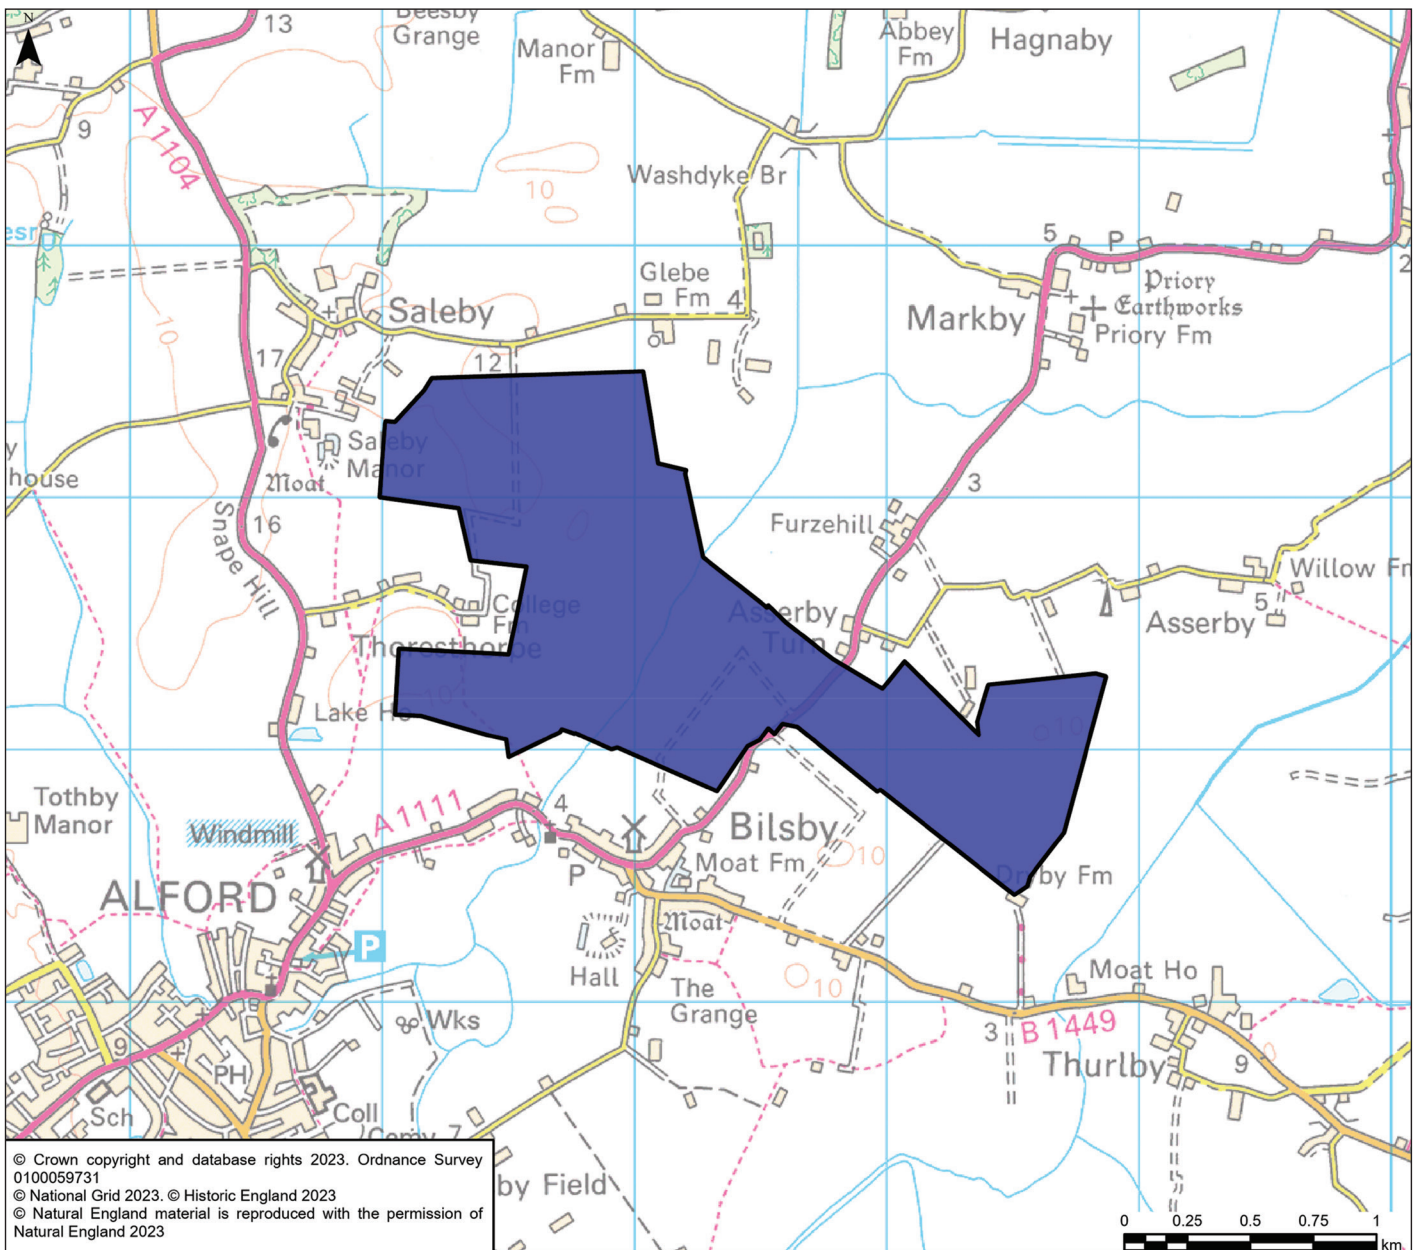 N
13
Beesby
Grange
Manor
Fm
Abbey
Fm
Hagnaby
9
A 1104
10
Washdyke Br
5
P
2
esr
Glebe
Fm
4
Priory
Earthworks
Priory Fm
Saleby
Markby
10
17
12
Saleby
Manor
Moat
y
house
3
16
Snape Hill
Furzehill
Willow Fm
College
Fm
Asserby
Turn
5
Asserby
Thoresthorpe
10
Lake Ho
10
Tothby
Manor
Windmill
A 1111
4
Bilsby
Moat Fm
10
P
Dryby Fm
ALFORD
Moat
P
Hall
The
Grange
10
Moat Ho
Wks
3
B 1449
Thurlby
9
9
PH
Sch
Coll
Cemy
7
by Field
© Crown copyright and database rights 2023. Ordnance Survey
0100059731
© National Grid 2023. © Historic England 2023
© Natural England material is reproduced with the permission of
Natural England 2023
0 0.25 0.5 0.75 1
km